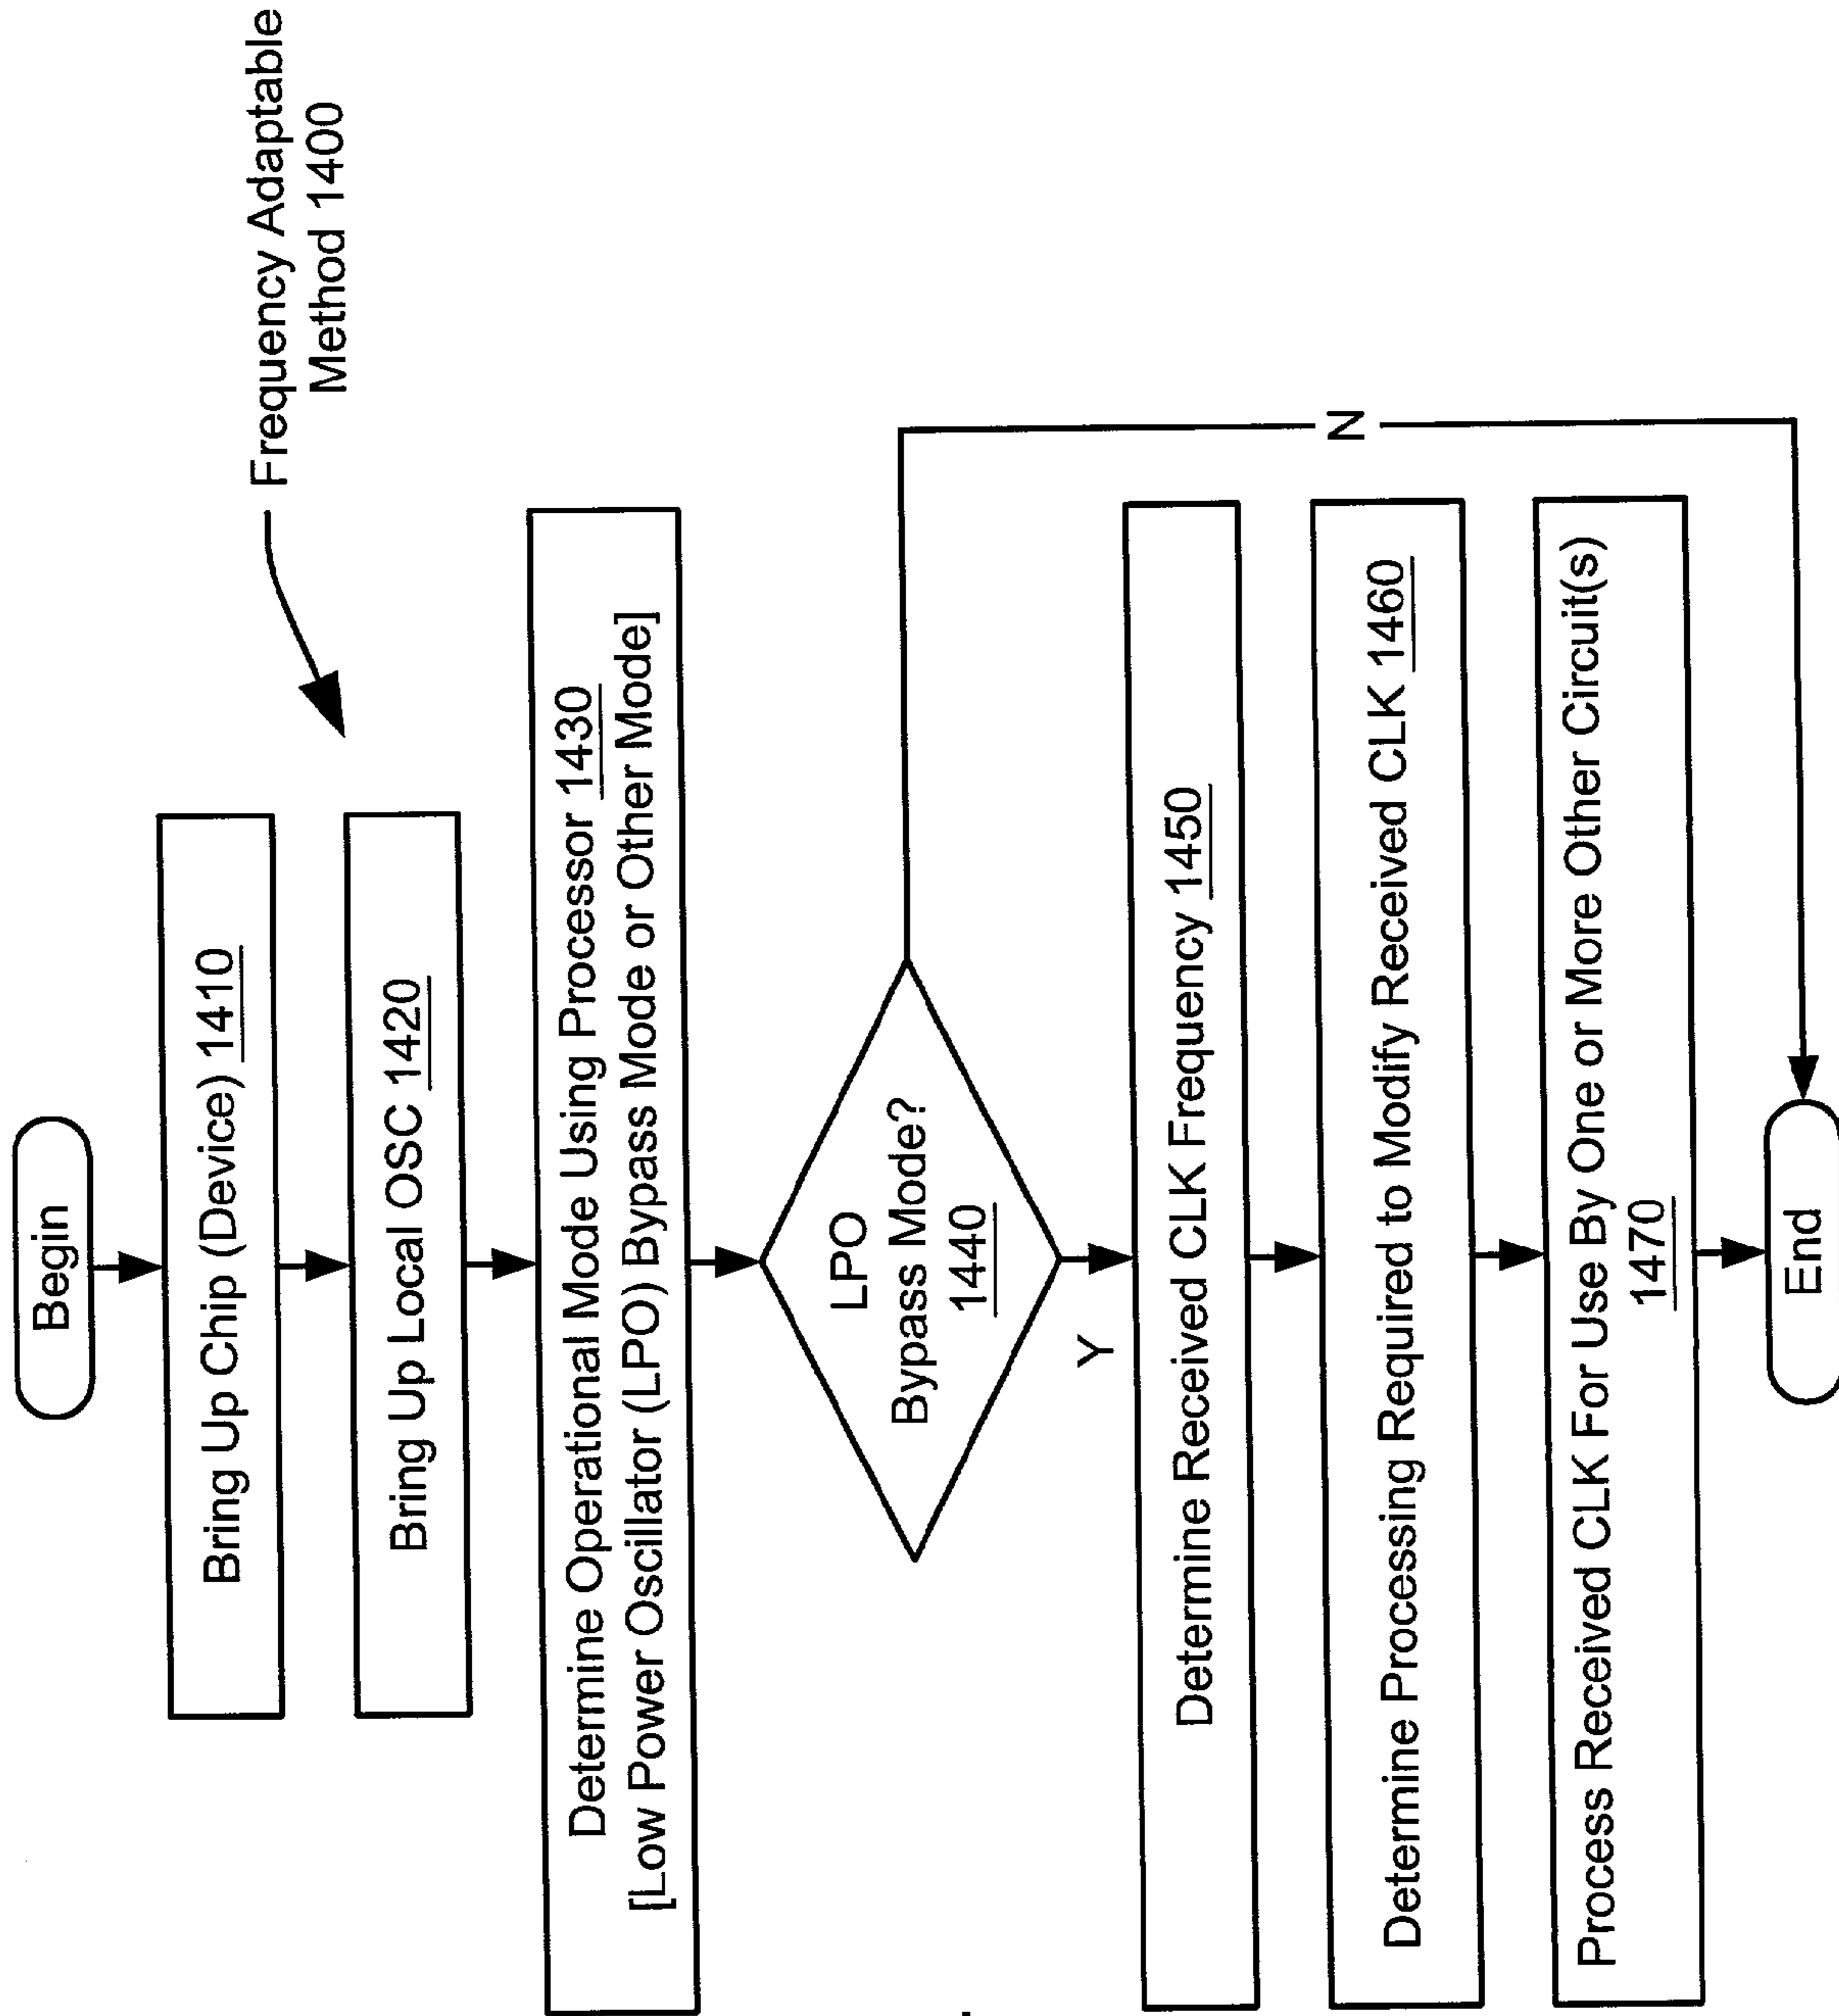 Begin
Frequency Adaptable
Method 1400
Bring Up Chip (Device) 1410
Bring Up Local OSC 1420
Determine Operational Mode Using Processor 1430
[Low Power Oscillator (LPO) Bypass Mode or Other Mode]
LPO
Bypass Mode?
1440
N
Y
Determine Received CLK Frequency 1450
Determine Processing Required to Modify Received CLK 1460
Process Received CLK For Use By One or More Other Circuit(s)
1470
End